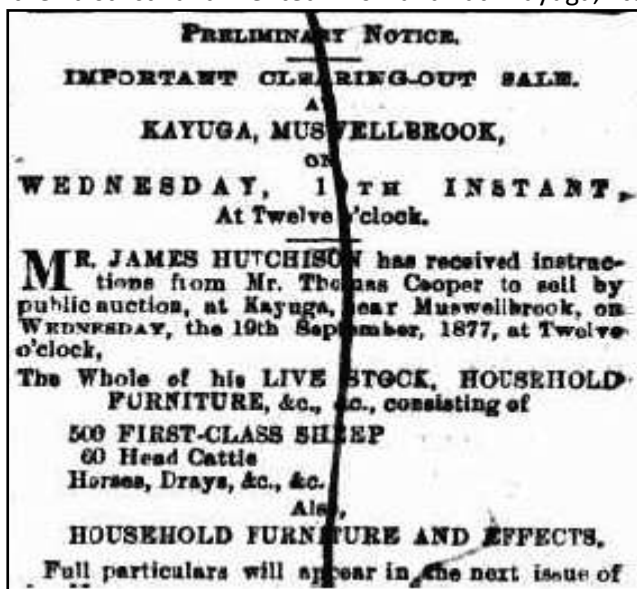 Kayuga,
PRELIMINARY NOTICE.
IMPORTANT CLEARING-OUT SALE.
AT
KAYUGA, MUSWELLBROOK,
ON
WEDNESDAY, 19TH INSTANT,
At Twelve o'clock.
MR. JAMES HUTCHISON has received instruc-
tions from Mr. Thomas Cooper to sell by
public auction, at Kayuga, near Muswellbrook, on
WEDNESDAY, the 19th September, 1877, at Twelve
o'clock,
The Whole of his LIVE STOCK, HOUSEHOLD
FURNITURE, &c., &c., consisting of
500 FIRST-CLASS SHEEP
60 Head Cattle
Horses, Drays, &c., &c.
Also,
HOUSEHOLD FURNITURE AND EFFECTS.
Full particulars will appear in the next issue of